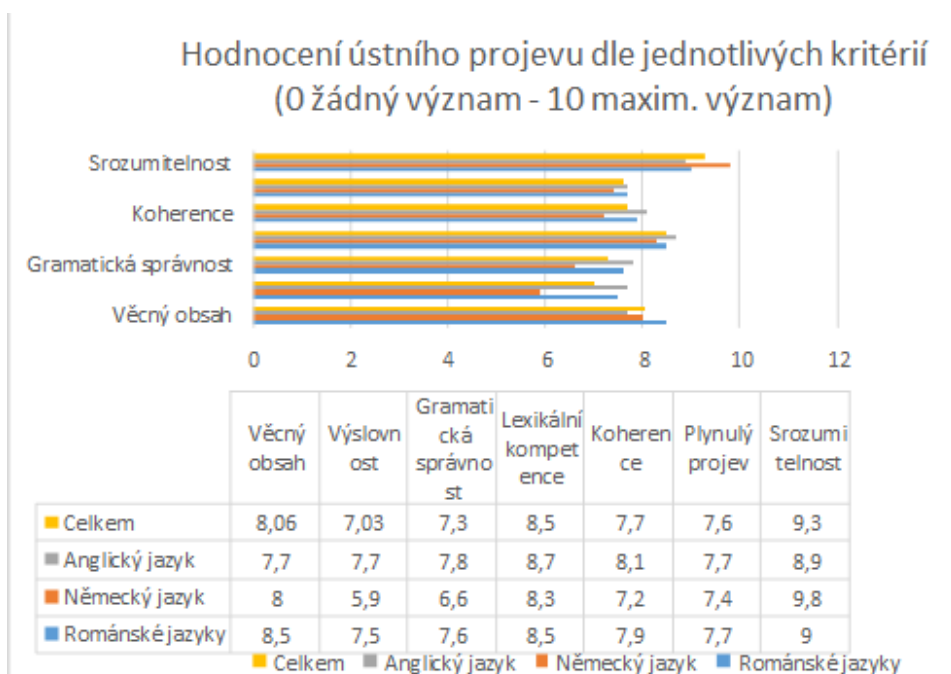 Hodnocení ústního projevu dle jednotlivých kritérií
(0 žádný význam - 10 maxim. význam)
Srozumitelnost
Koherence
Gramatická správnost
Věcný obsah
0 2 4 6 8 10 12
Věcný obsah Výslovn ost Gramati cká správno st Lexikální kompet ence Koheren ce Plynulý projev Srozumi telnost
Celkem 8,06 7,03 7,3 8,5 7,7 7,6 9,3
Anglický jazyk 7,7 7,7 7,8 8,7 8,1 7,7 8,9
Německý jazyk 8 5,9 6,6 8,3 7,2 7,4 9,8
Románské jazyky 8,5 7,5 7,6 8,5 7,9 7,7 9
Celkem Anglický jazyk Německý jazyk Románské jazyky